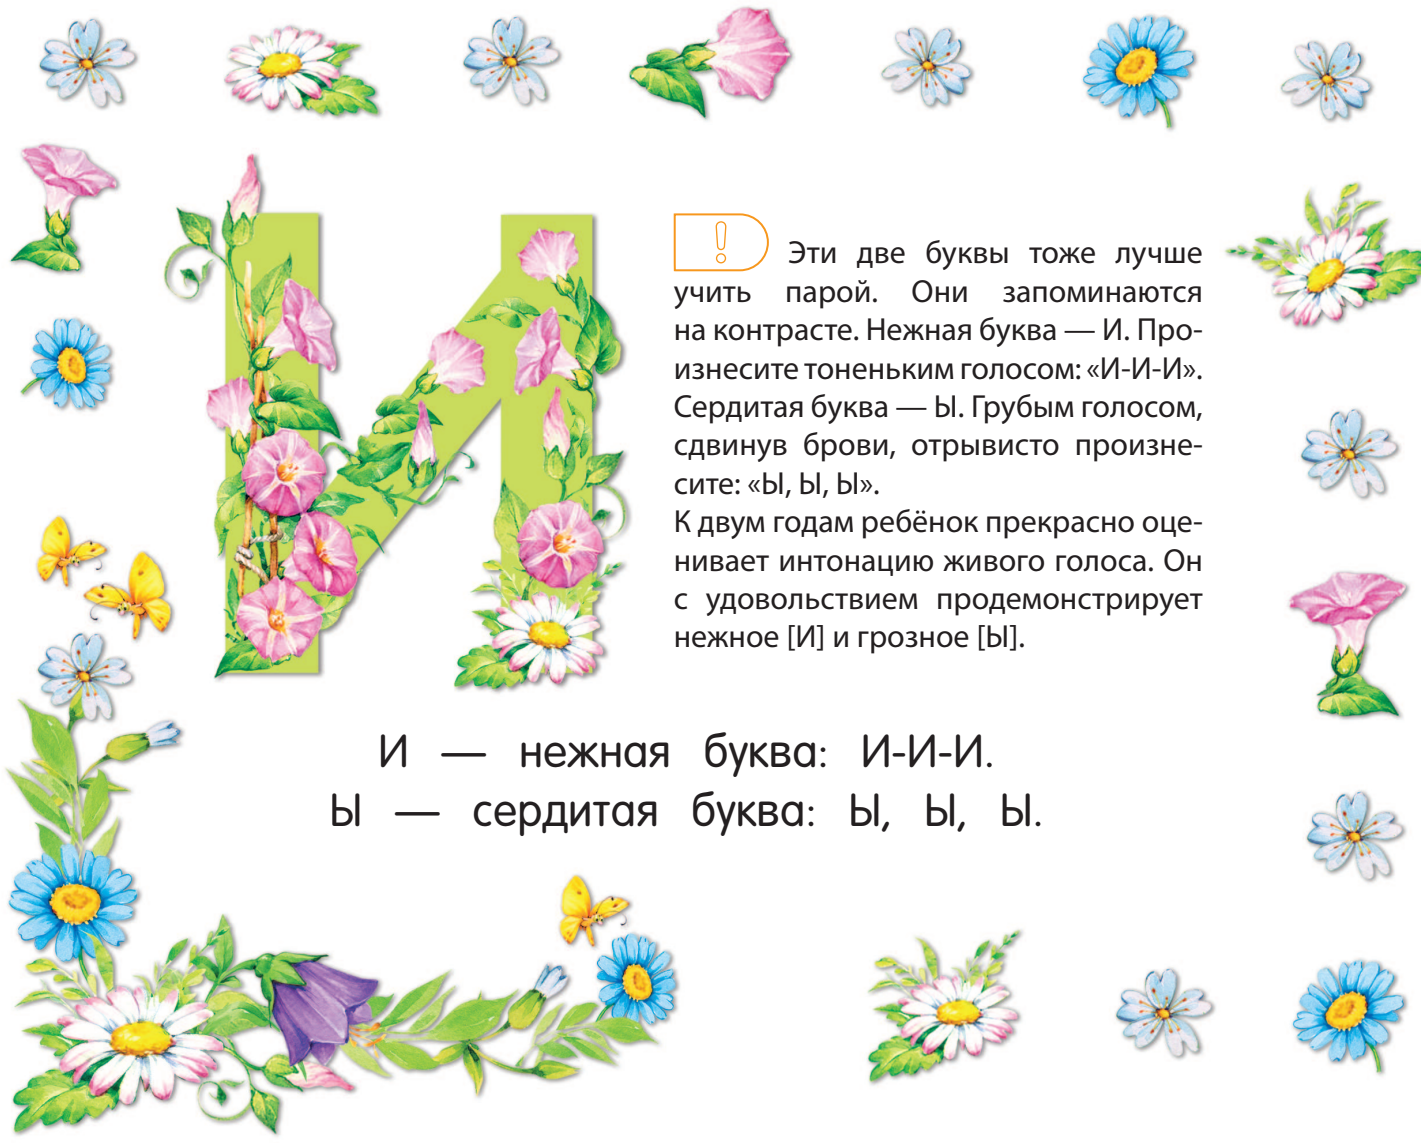 И
! Эти две буквы тоже лучше
учить парой. Они запоминаются
на контрасте. Нежная буква — И. Про-
изнесите тоненьким голосом: «И-И-И».
Сердитая буква — Ы. Грубым голосом,
сдвинув брови, отрывисто произне-
сите: «Ы, Ы, Ы».
К двум годам ребёнок прекрасно оце-
нивает интонацию живого голоса. Он
с удовольствием продемонстрирует
нежное [И] и грозное [Ы].
И — нежная буква: И-И-И.
Ы — сердитая буква: Ы, Ы, Ы.